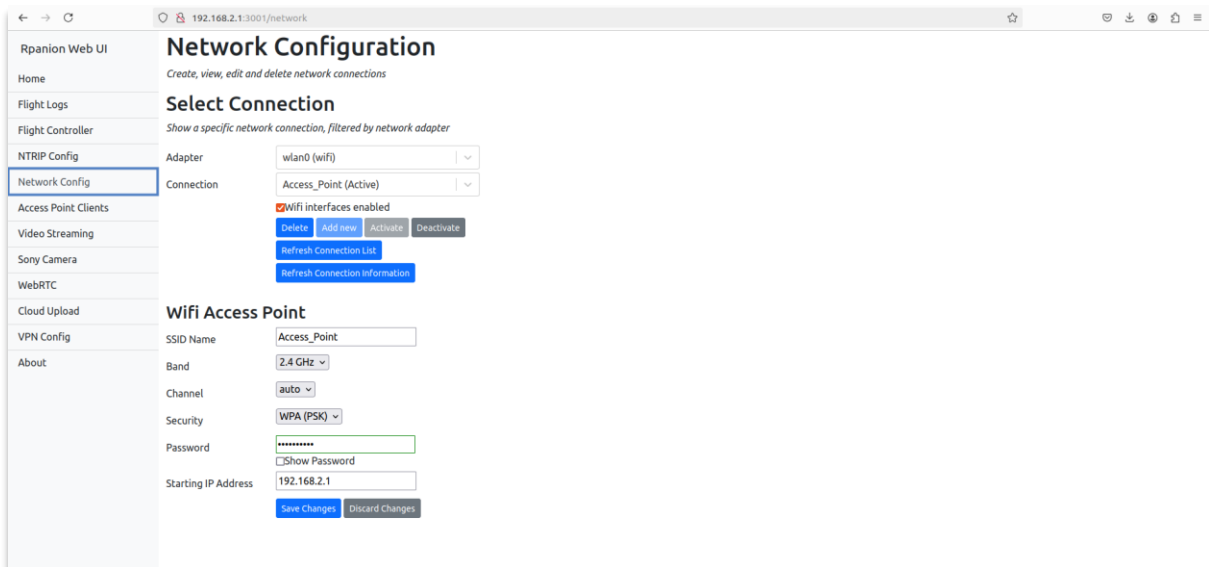 192.168.2.1:3001/network
Rpanion Web UI
Home
Flight Logs
Flight Controller
NTRIP Config
Network Config
Access Point Clients
Video Streaming
Sony Camera
WebRTC
Cloud Upload
VPN Config
About
Network Configuration
Create, view, edit and delete network connections
Select Connection
Show a specific network connection, filtered by network adapter
Adapter wlan0 (wifi)
Connection Access_Point (Active)
Wifi interfaces enabled
Delete Add new Activate Deactivate
Refresh Connection List
Refresh Connection Information
Wifi Access Point
SSID Name Access_Point
Band 2.4 GHz
Channel auto
Security WPA (PSK)
Password ••••••••••
Show Password
Starting IP Address 192.168.2.1
Save Changes Discard Changes